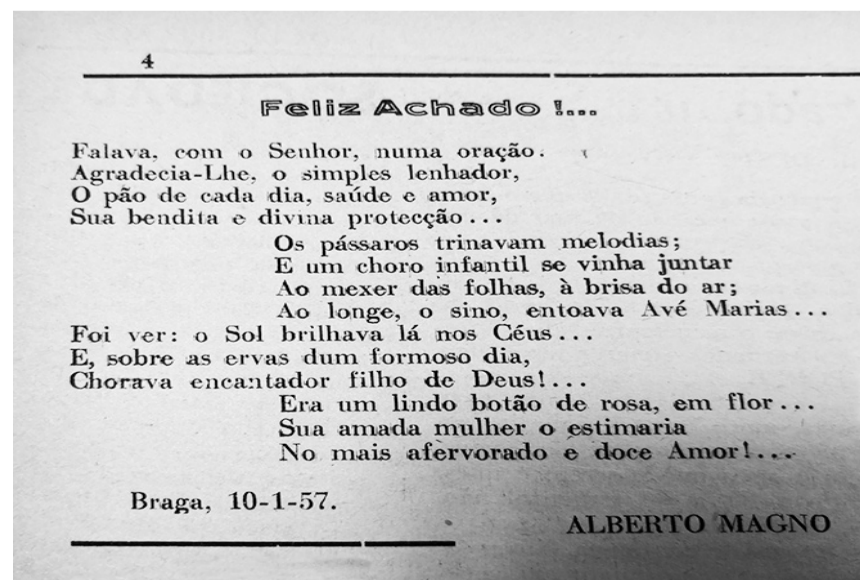 4
Feliz Achado !...
Falava, com o Senhor, numa oração.
Agradecia-Lhe, o simples lenhador,
O pão de cada dia, saúde e amor,
Sua bendita e divina protecção...
Os pássaros trinavam melodias;
E um choro infantil se vinha juntar
Ao mexer das folhas, à brisa do ar;
Ao longe, o sino, entoava Avé Marias...
Foi ver: o Sol brilhava lá nos Céus...
E, sobre as ervas dum formoso dia,
Chorava encantador filho de Deus!...
Era um lindo botão de rosa, em flor...
Sua amada mulher o estimaria
No mais afervorado e doce Amor!...
Braga, 10-1-57.
ALBERTO MAGNO